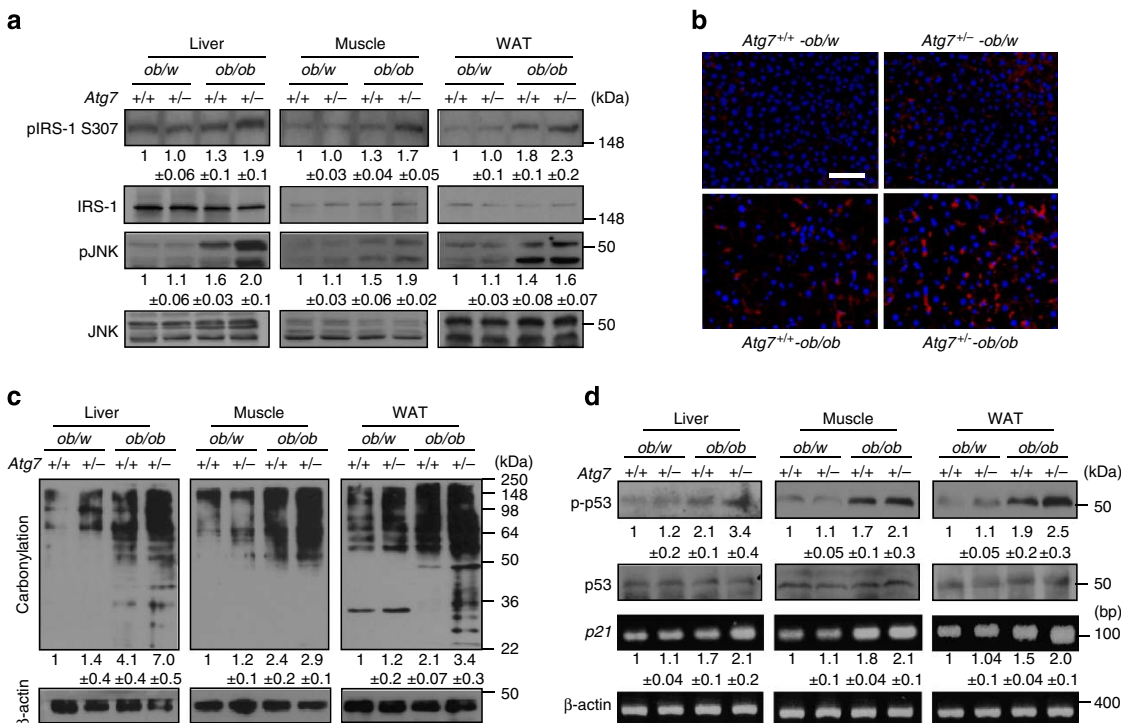 a
Liver Muscle WAT
ob/w ob/ob ob/w ob/ob ob/w ob/ob
Atg7 +/+ +/− +/+ +/− +/+ +/− +/+ +/− +/+ +/− +/+ +/− (kDa)
pIRS-1 S307
148
1 1.0 1.3 1.9 1 1.0 1.3 1.7 1 1.0 1.8 2.3
±0.06 ±0.1 ±0.1 ±0.03 ±0.04 ±0.05 ±0.1 ±0.1 ±0.2
IRS-1
148
pJNK 50
1 1.1 1.6 2.0 1 1.1 1.5 1.9 1 1.1 1.4 1.6
±0.06 ±0.03 ±0.1 ±0.03 ±0.06 ±0.02 ±0.03 ±0.08 ±0.07
JNK 50
b
Atg7+/+ -ob/w Atg7+/− -ob/w
Atg7+/+-ob/ob Atg7+/--ob/ob
c
Liver Muscle WAT
ob/w ob/ob ob/w ob/ob ob/w ob/ob
Atg7 +/+ +/− +/+ +/− +/+ +/− +/+ +/− +/+ +/− +/+ +/− (kDa)
250
148
98
64
50
36
22
Carbonylation
1 1.4 4.1 7.0 1 1.2 2.4 2.9 1 1.2 2.1 3.4
±0.4 ±0.4 ±0.5 ±0.1 ±0.2 ±0.1 ±0.2 ±0.07 ±0.3
β-actin 50
d
Liver Muscle WAT
ob/w ob/ob ob/w ob/ob ob/w ob/ob
Atg7 +/+ +/− +/+ +/− +/+ +/− +/+ +/− +/+ +/− +/+ +/− (kDa)
p-p53 50
1 1.2 2.1 3.4 1 1.1 1.7 2.1 1 1.1 1.9 2.5
±0.2 ±0.1 ±0.4 ±0.05 ±0.1 ±0.3 ±0.05 ±0.2 ±0.3
p53 50
(bp)
p21 100
1 1.1 1.7 2.1 1 1.1 1.8 2.1 1 1.04 1.5 2.0
±0.04 ±0.1 ±0.2 ±0.1 ±0.04 ±0.1 ±0.1 ±0.04 ±0.1
β-actin 400